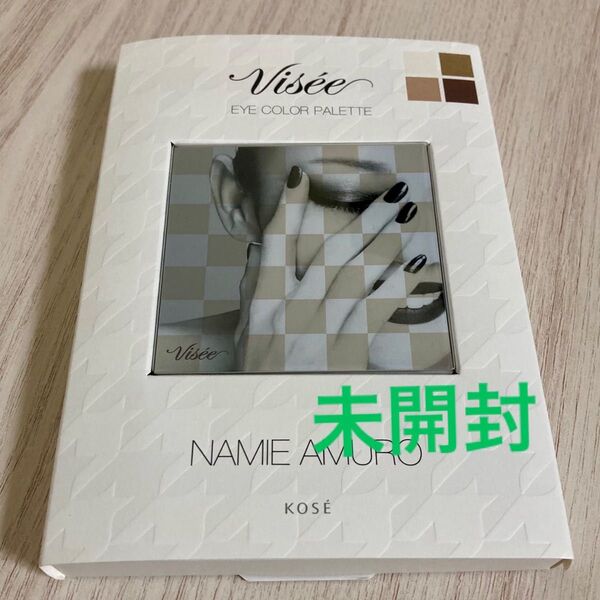 Visée
EYE COLOR PALETTE
Visée
未開封
NAMIE AMURO
KOSÉ